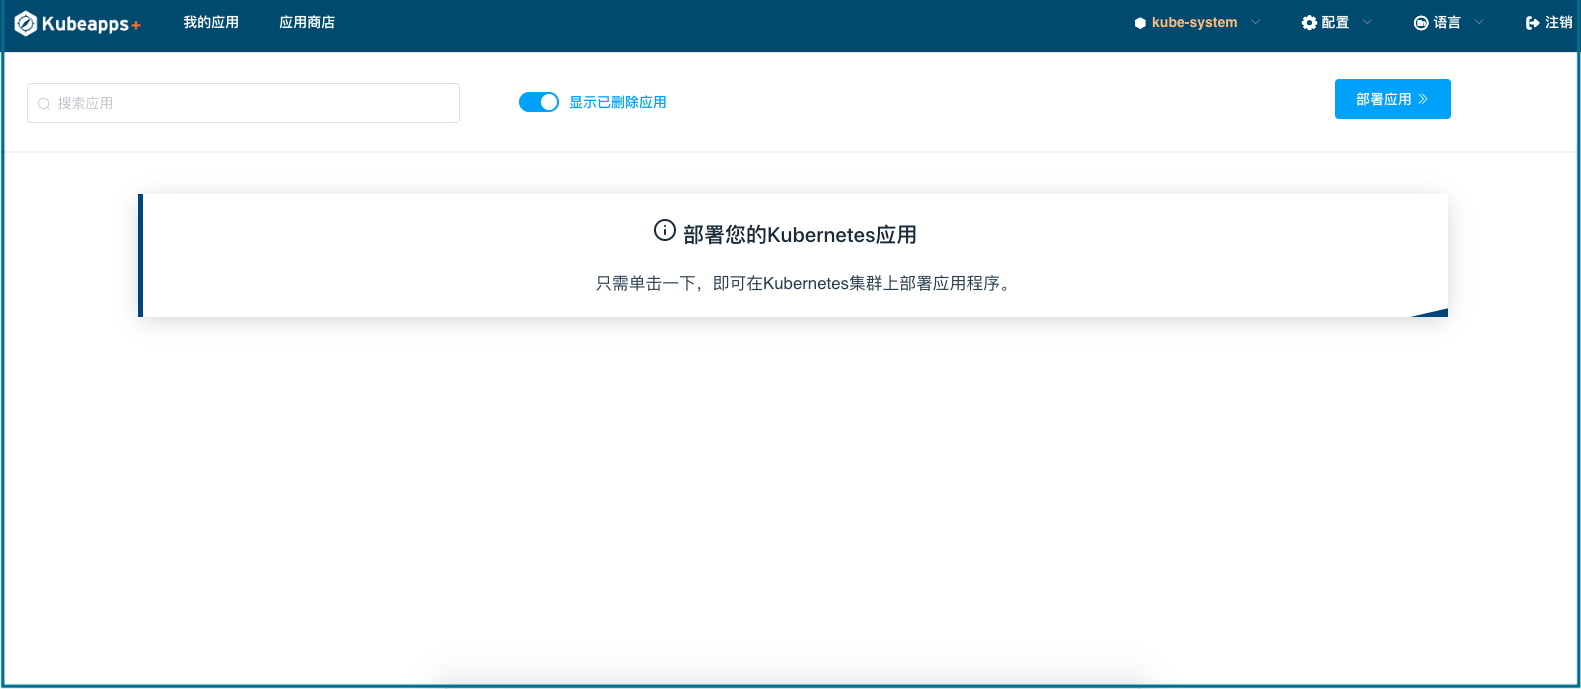 Kubeapps+ 我的应用 应用商店 kube-system 配置 语言 注销
搜索应用 显示已删除应用 部署应用
部署您的Kubernetes应用
只需单击一下，即可在Kubernetes集群上部署应用程序。